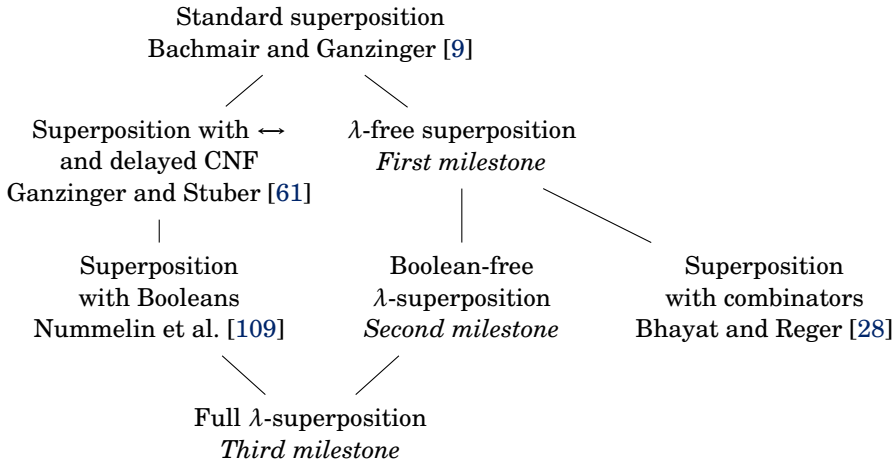 Standard superposition
Bachmair and Ganzinger [9]
Superposition with ↔
and delayed CNF
Ganzinger and Stuber [61]
λ-free superposition
First milestone
Superposition
with Booleans
Nummelin et al. [109]
Boolean-free
λ-superposition
Second milestone
Superposition
with combinators
Bhayat and Reger [28]
Full λ-superposition
Third milestone